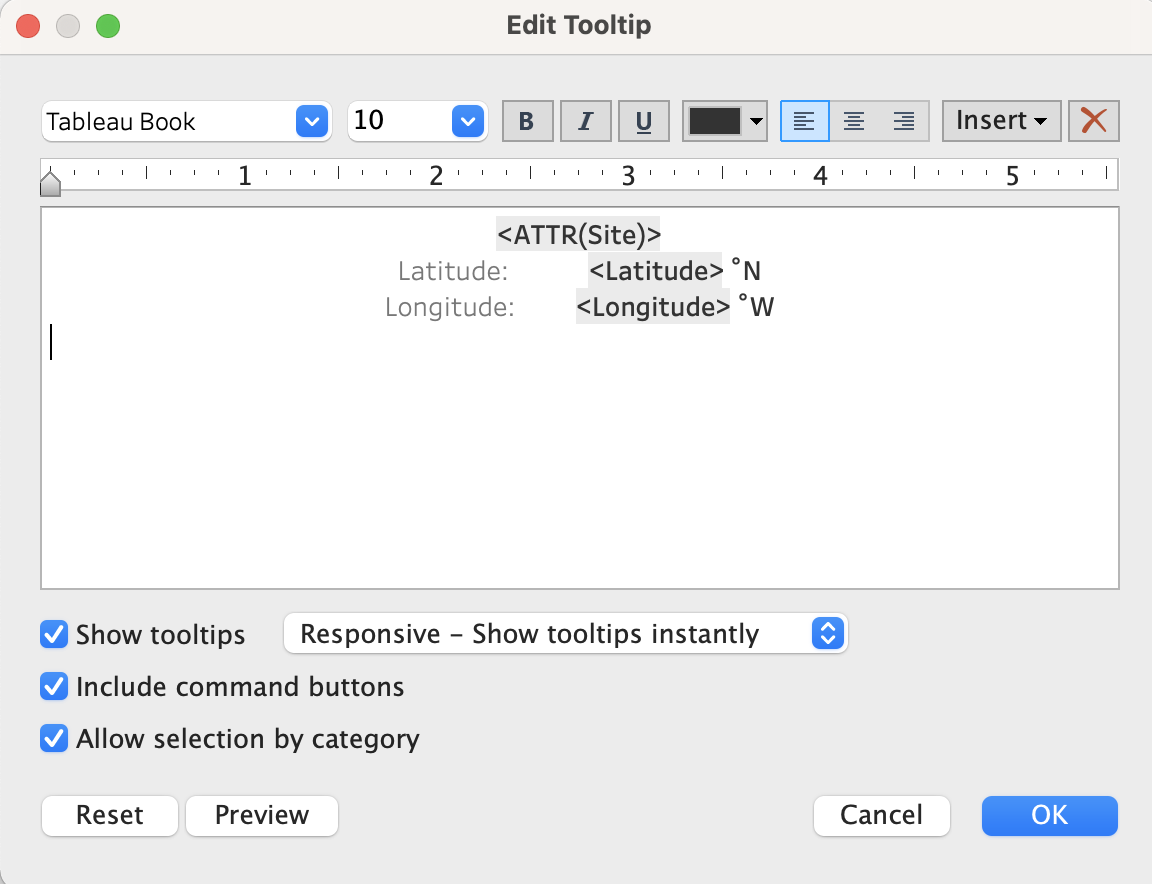 Edit Tooltip
Tableau Book 10 B I U Insert
1 2 3 4 5
<ATTR(Site)>
Latitude: <Latitude> °N
Longitude: <Longitude> °W
Show tooltips Responsive – Show tooltips instantly
Include command buttons
Allow selection by category
Reset Preview Cancel OK